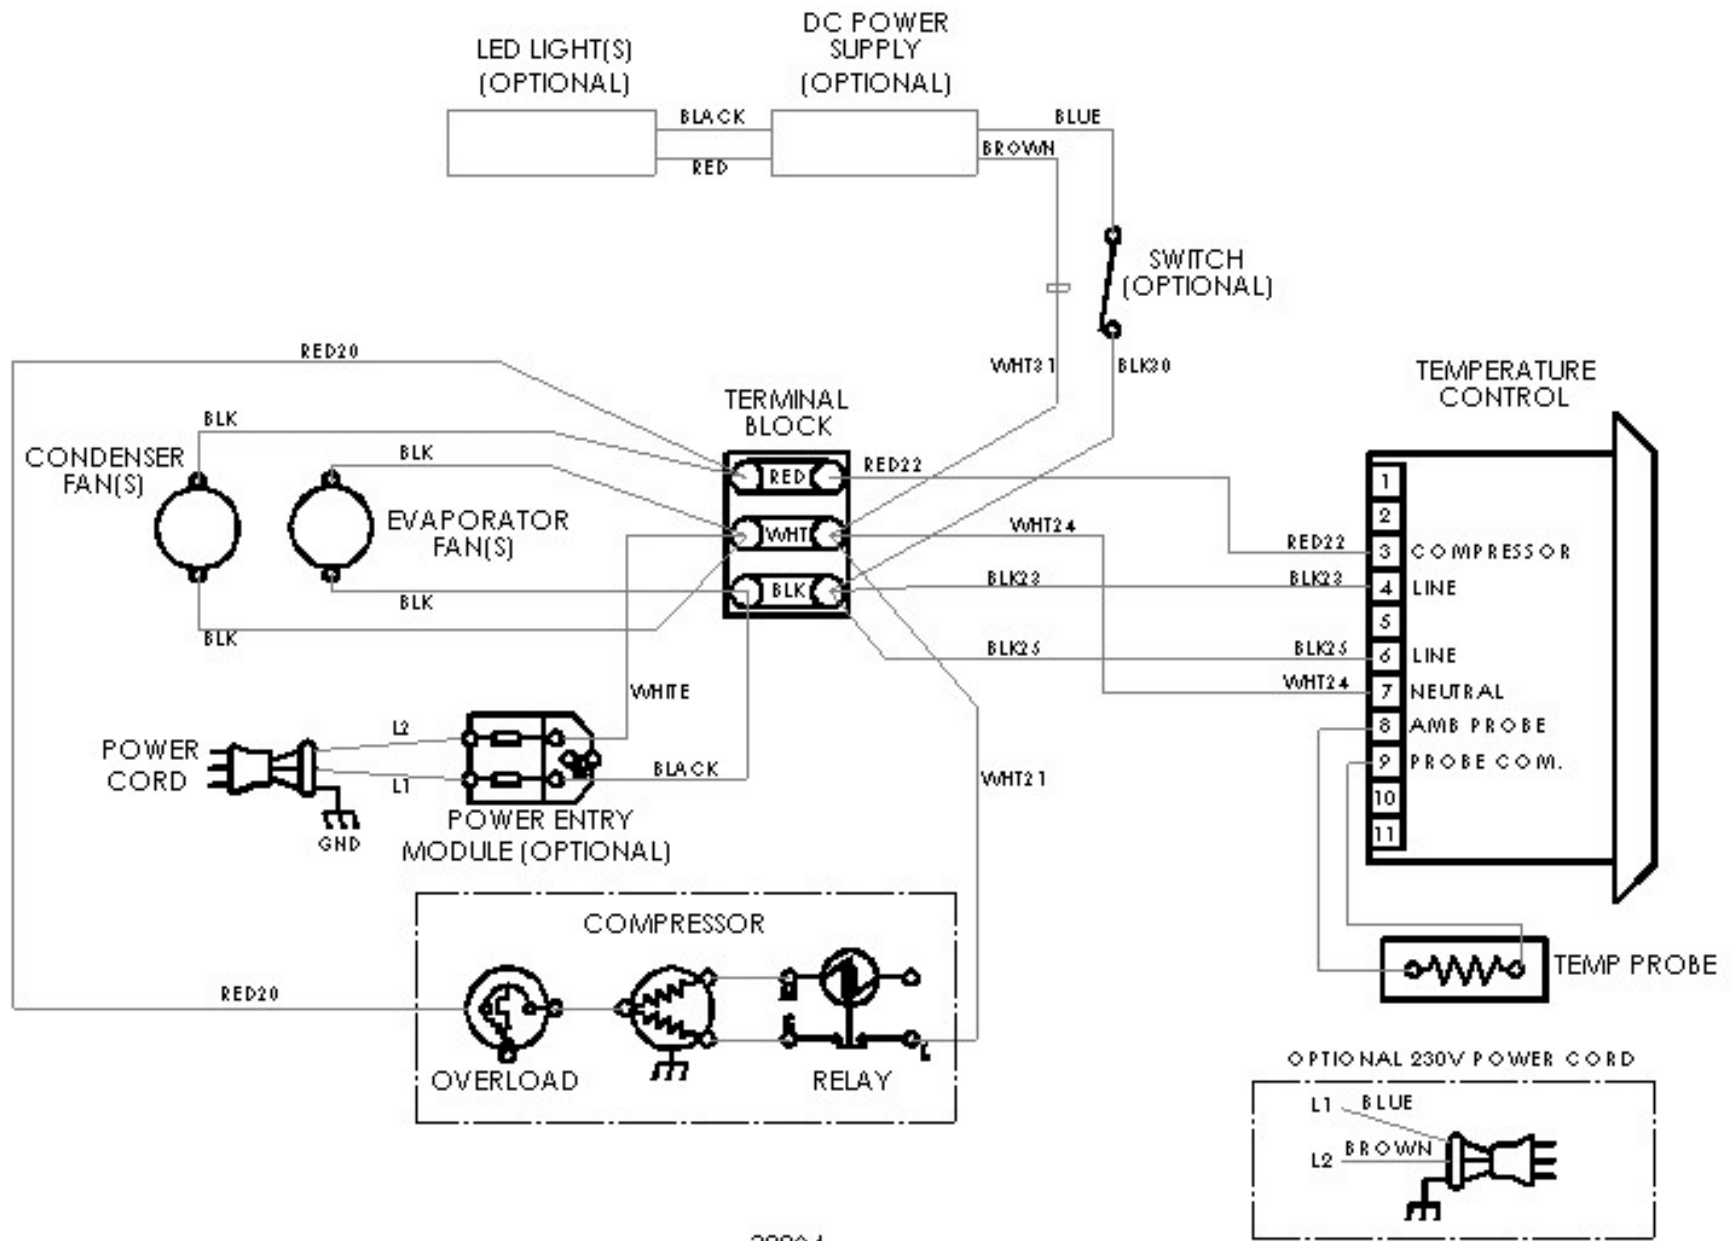 LED LIGHT(S)
(OPTIONAL)
DC POWER
SUPPLY
(OPTIONAL)
BLACK
RED
BLUE
BROWN
SWITCH
(OPTIONAL)
WHT31
BLK30
RED20
BLK
BLK
CONDENSER
FAN(S)
EVAPORATOR
FAN(S)
BLK
BLK
TERMINAL
BLOCK
RED
WHT
BLK
RED22
WHT24
BLK23
BLK25
TEMPERATURE
CONTROL
RED22
BLK23
BLK25
WHT24
1
2
3 COMPRESSOR
4 LINE
5
6 LINE
7 NEUTRAL
8 AMB PROBE
9 PROBE COM.
10
11
WHITE
BLACK
WHT21
POWER
CORD
L2
L1
GND
POWER ENTRY
MODULE (OPTIONAL)
COMPRESSOR
RED20
OVERLOAD
RELAY
L
TEMP PROBE
OPTIONAL 230V POWER CORD
L1 BLUE
L2 BROWN